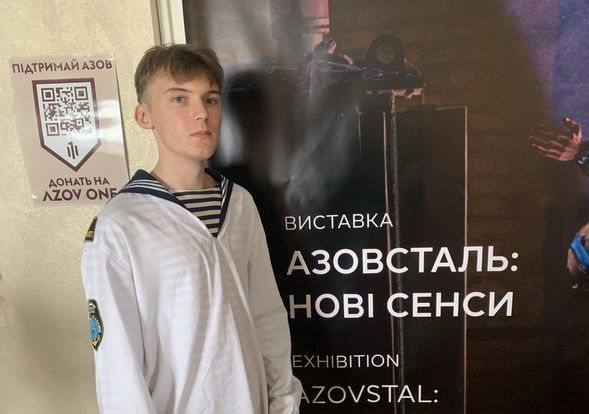 ПІДТРИМАЙ АЗОВ
ДОНАТЬ НА
AZOV ONE
ВИСТАВКА
АЗОВСТАЛЬ:
НОВІ СЕНСИ
EXHIBITION
AZOVSTAL: